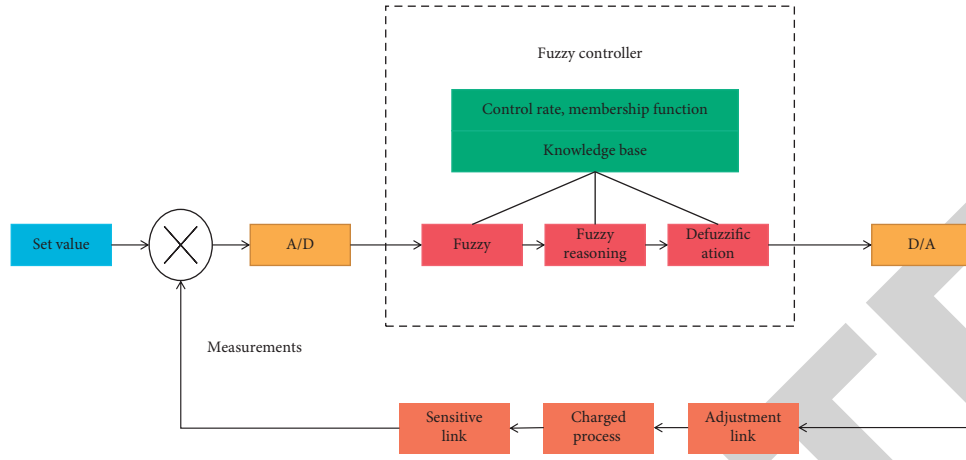 Fuzzy controller
Control rate, membership function
Knowledge base
Set value
A/D
Fuzzy
Fuzzy
reasoning
Defuzzific
ation
D/A
Measurements
Sensitive
link
Charged
process
Adjustment
link